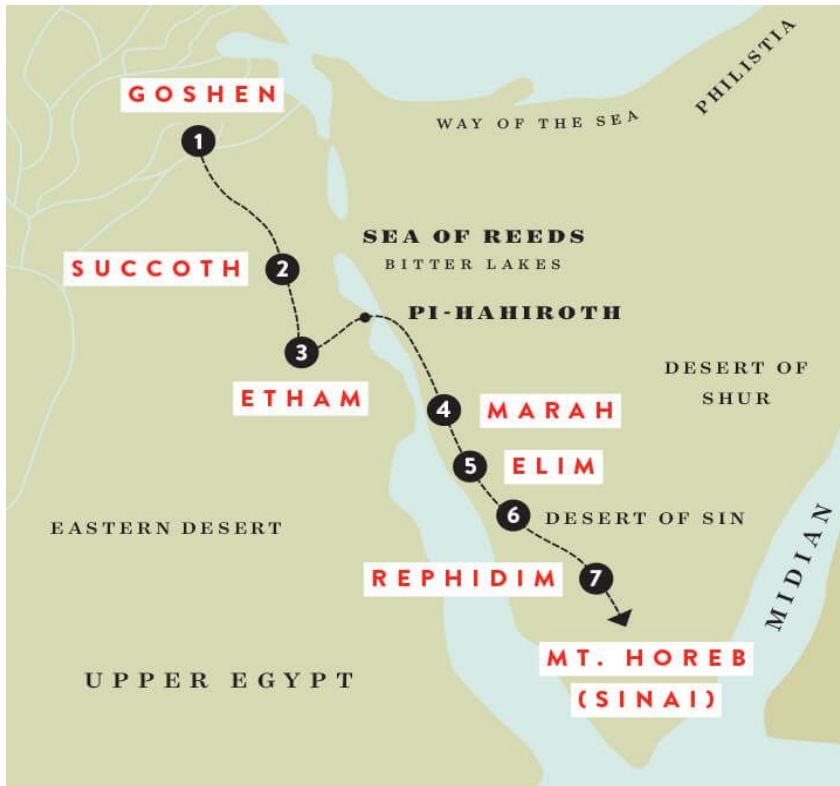 GOSHEN
1
WAY OF THE SEA
PHILISTIA
SUCCOTH
2
SEA OF REEDS
BITTER LAKES
PI-HAHIROTH
3
ETHAM
DESERT OF
SHUR
4
MARAH
5
ELIM
EASTERN DESERT
6
DESERT OF SIN
MIDIAN
REPHIDIM
7
UPPER EGYPT
MT. HOREB
(SINAI)